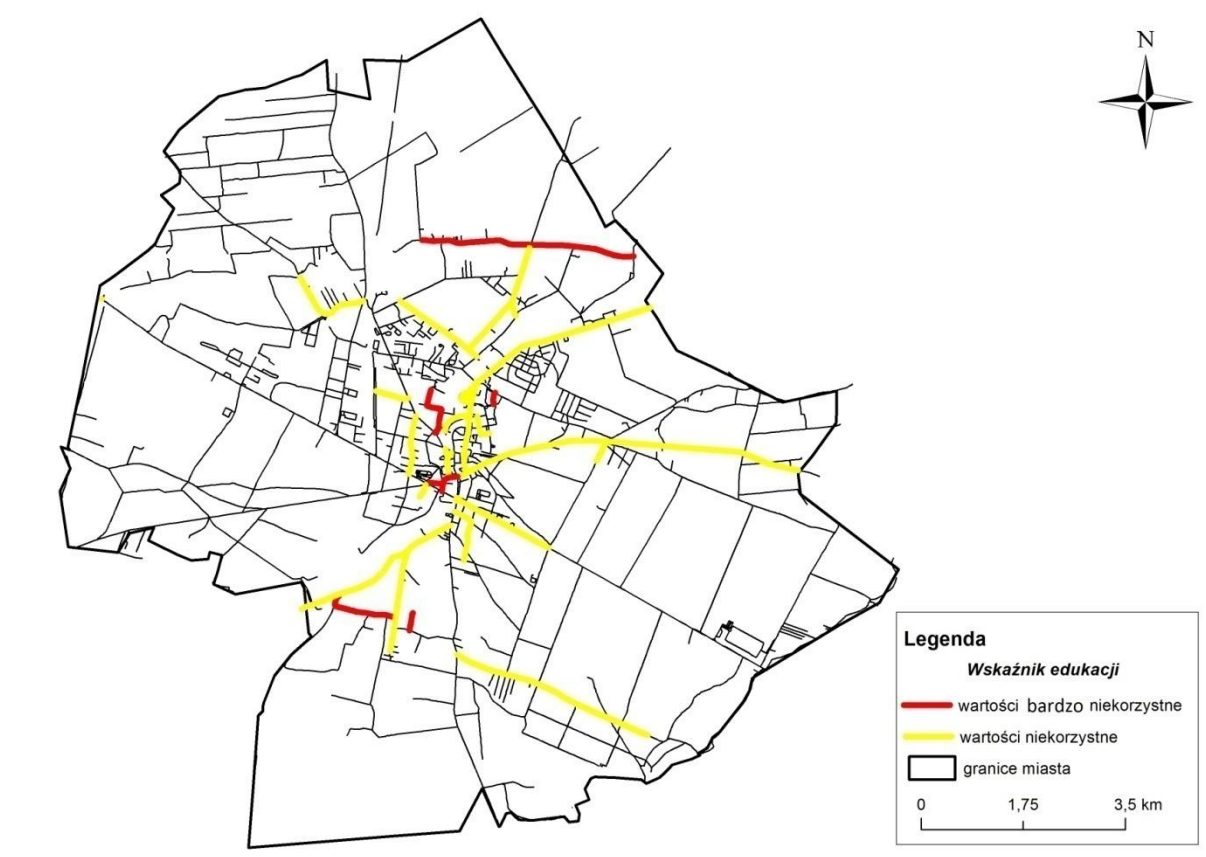 N
Legenda
Wskaźnik edukacji
wartości bardzo niekorzystne
wartości niekorzystne
granice miasta
0 1,75 3,5 km